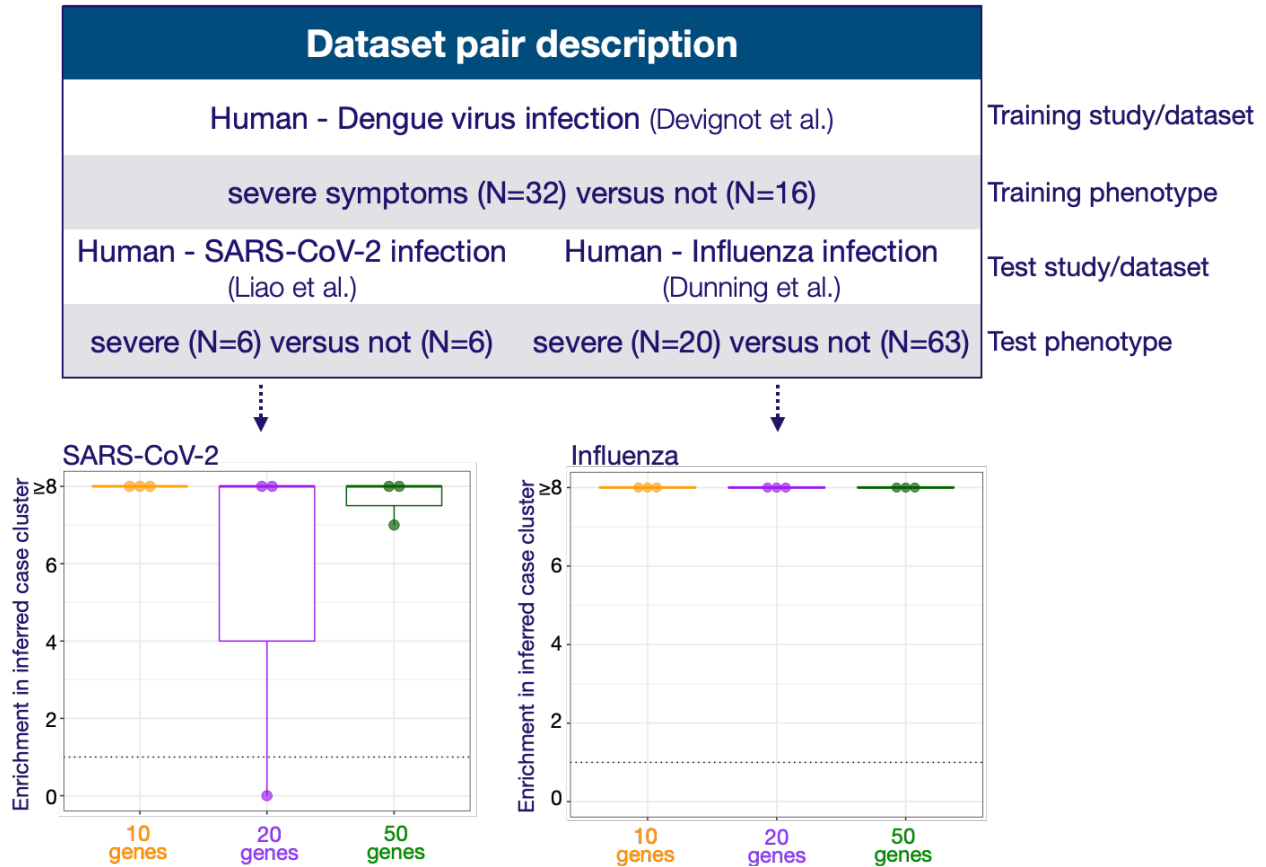 Dataset pair description
Human - Dengue virus infection (Devignot et al.)
Training study/dataset
severe symptoms (N=32) versus not (N=16)
Training phenotype
Human - SARS-CoV-2 infection
(Liao et al.)
Human - Influenza infection
(Dunning et al.)
Test study/dataset
severe (N=6) versus not (N=6)
severe (N=20) versus not (N=63)
Test phenotype
SARS-CoV-2
Enrichment in inferred case cluster
≥8
6
4
2
0
10
genes
20
genes
50
genes
Influenza
Enrichment in inferred case cluster
≥8
6
4
2
0
10
genes
20
genes
50
genes